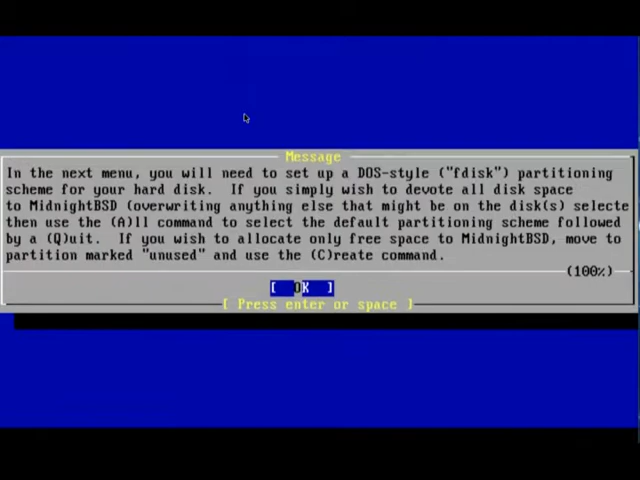 Message
In the next menu, you will need to set up a DOS-style ("fdisk") partitioning
scheme for your hard disk.  If you simply wish to devote all disk space
to MidnightBSD (overwriting anything else that might be on the disk(s) selecte
then use the (A)ll command to select the default partitioning scheme followed
by a (Q)uit.  If you wish to allocate only free space to MidnightBSD, move to
partition marked "unused" and use the (C)reate command.
(100%)
[  OK  ]
[ Press enter or space ]